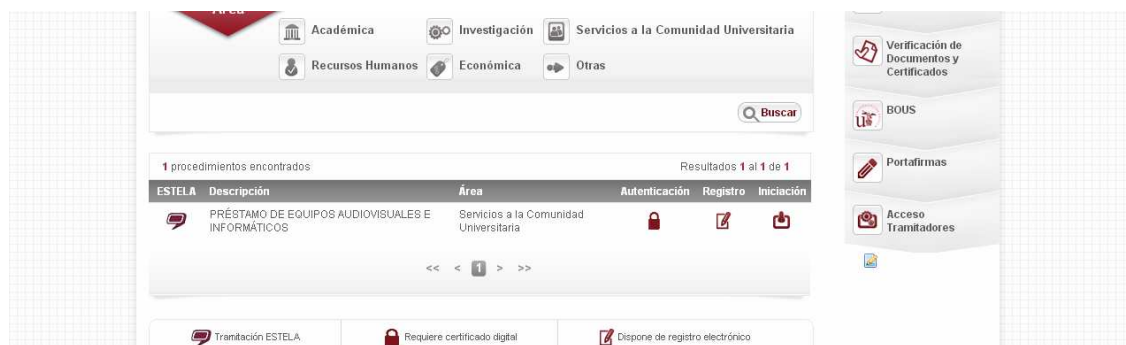 Área
Académica
Investigación
Servicios a la Comunidad Universitaria
Recursos Humanos
Económica
Otras
Buscar
1 procedimientos encontrados
Resultados 1 al 1 de 1
ESTELA Descripción Área Autenticación Registro Iniciación
PRÉSTAMO DE EQUIPOS AUDIOVISUALES E
INFORMÁTICOS
Servicios a la Comunidad
Universitaria
<< < 1 > >>
Tramitación ESTELA
Requiere certificado digital
Dispone de registro electrónico
Verificación de
Documentos y
Certificados
BOUS
Portafirmas
Acceso
Tramitadores